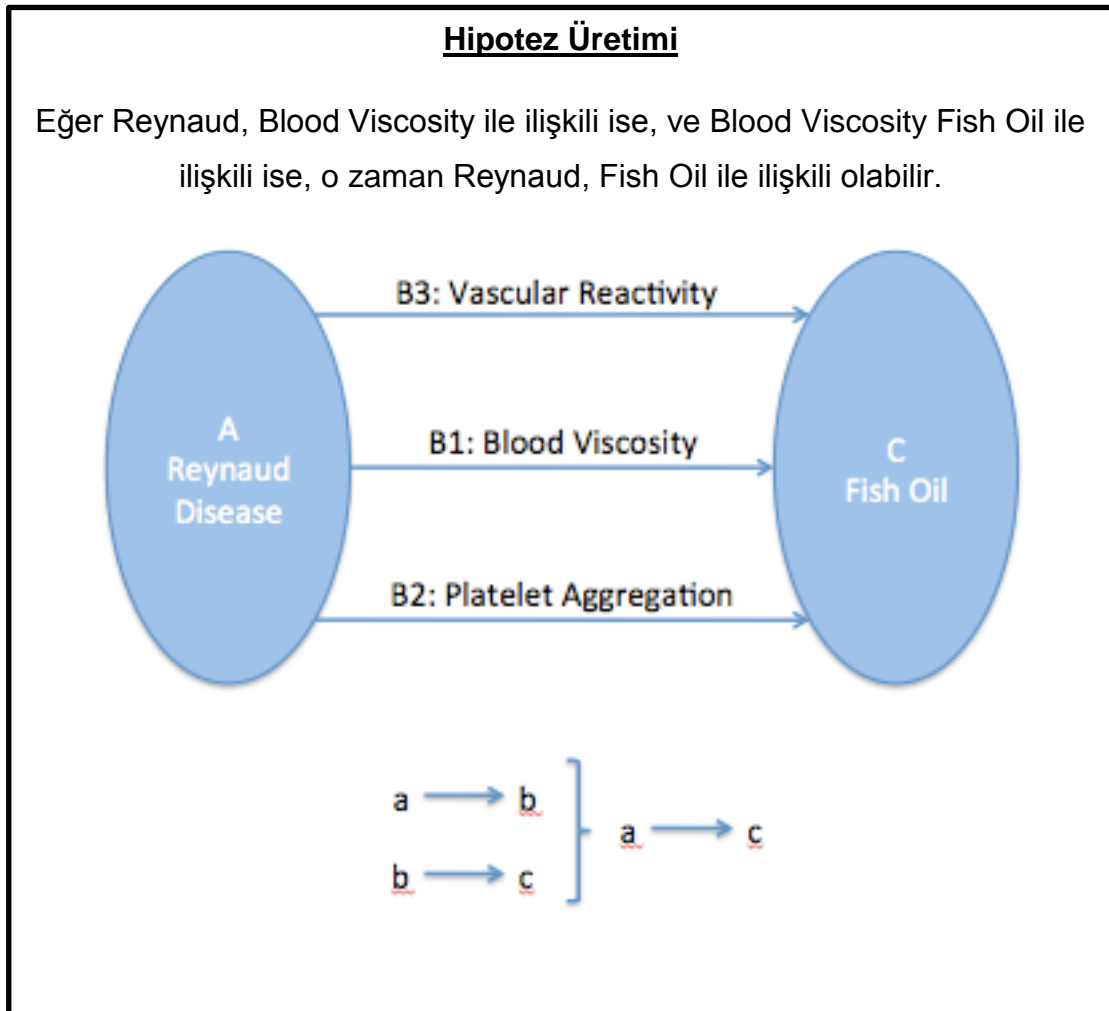 Hipotez Üretimi
Eğer Reynaud, Blood Viscosity ile ilişkili ise, ve Blood Viscosity Fish Oil ile
ilişkili ise, o zaman Reynaud, Fish Oil ile ilişkili olabilir.
B3: Vascular Reactivity
A
Reynaud
Disease
B1: Blood Viscosity
C
Fish Oil
B2: Platelet Aggregation
a → b
b → c
a → c